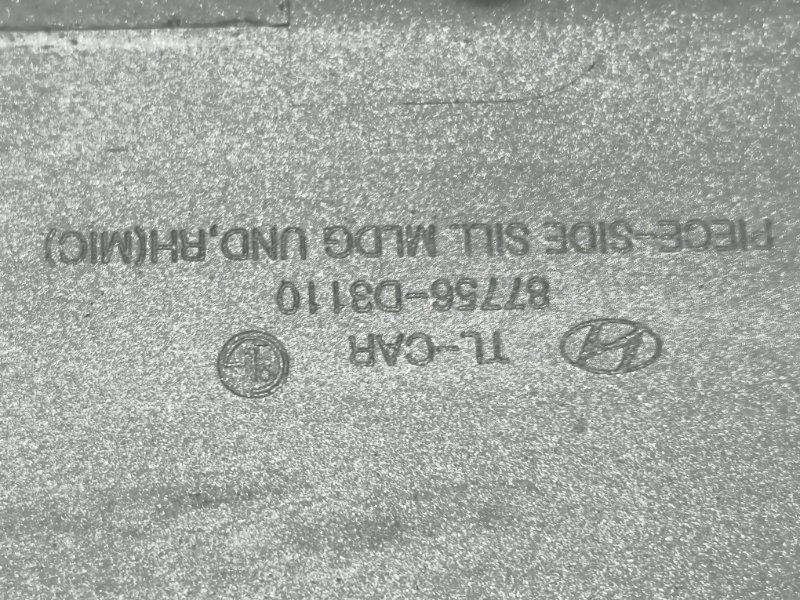 TL-CAR
87756-D3110
PIECE-SIDE SILL MLDG UND,RH(MIC)